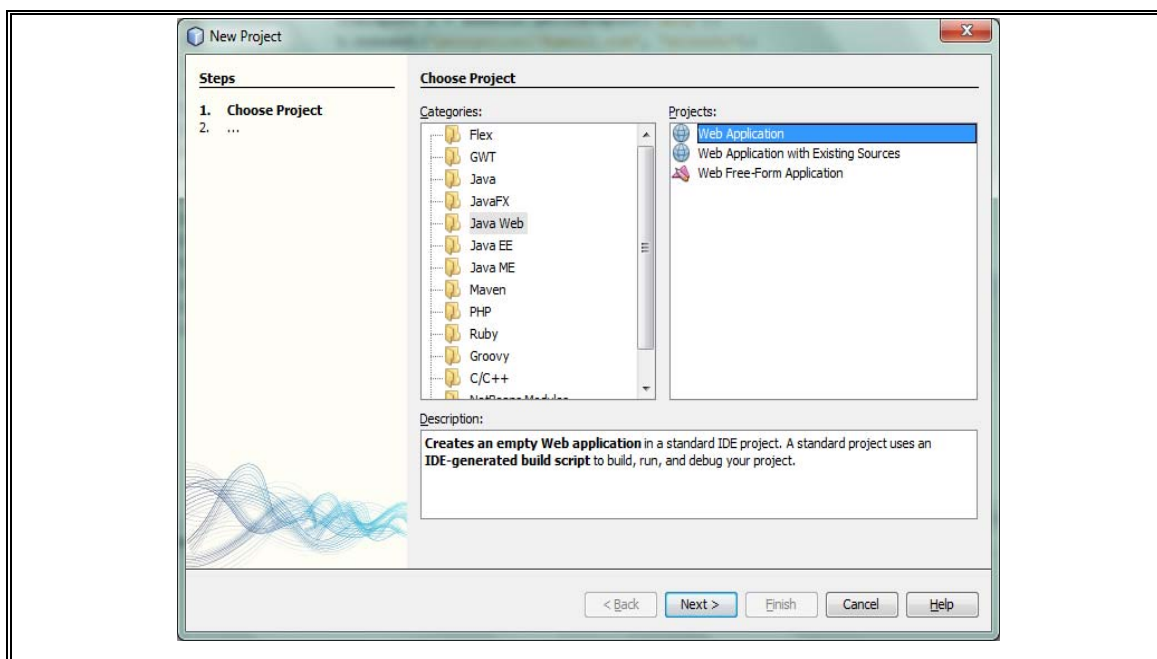 New Project
Steps
1. Choose Project
2. ...
Choose Project
Categories:
Flex
GWT
Java
JavaFX
Java Web
Java EE
Java ME
Maven
PHP
Ruby
Groovy
C/C++
NetBeans Modules
Projects:
Web Application
Web Application with Existing Sources
Web Free-Form Application
Description:
Creates an empty Web application in a standard IDE project. A standard project uses an
IDE-generated build script to build, run, and debug your project.
< Back
Next >
Finish
Cancel
Help